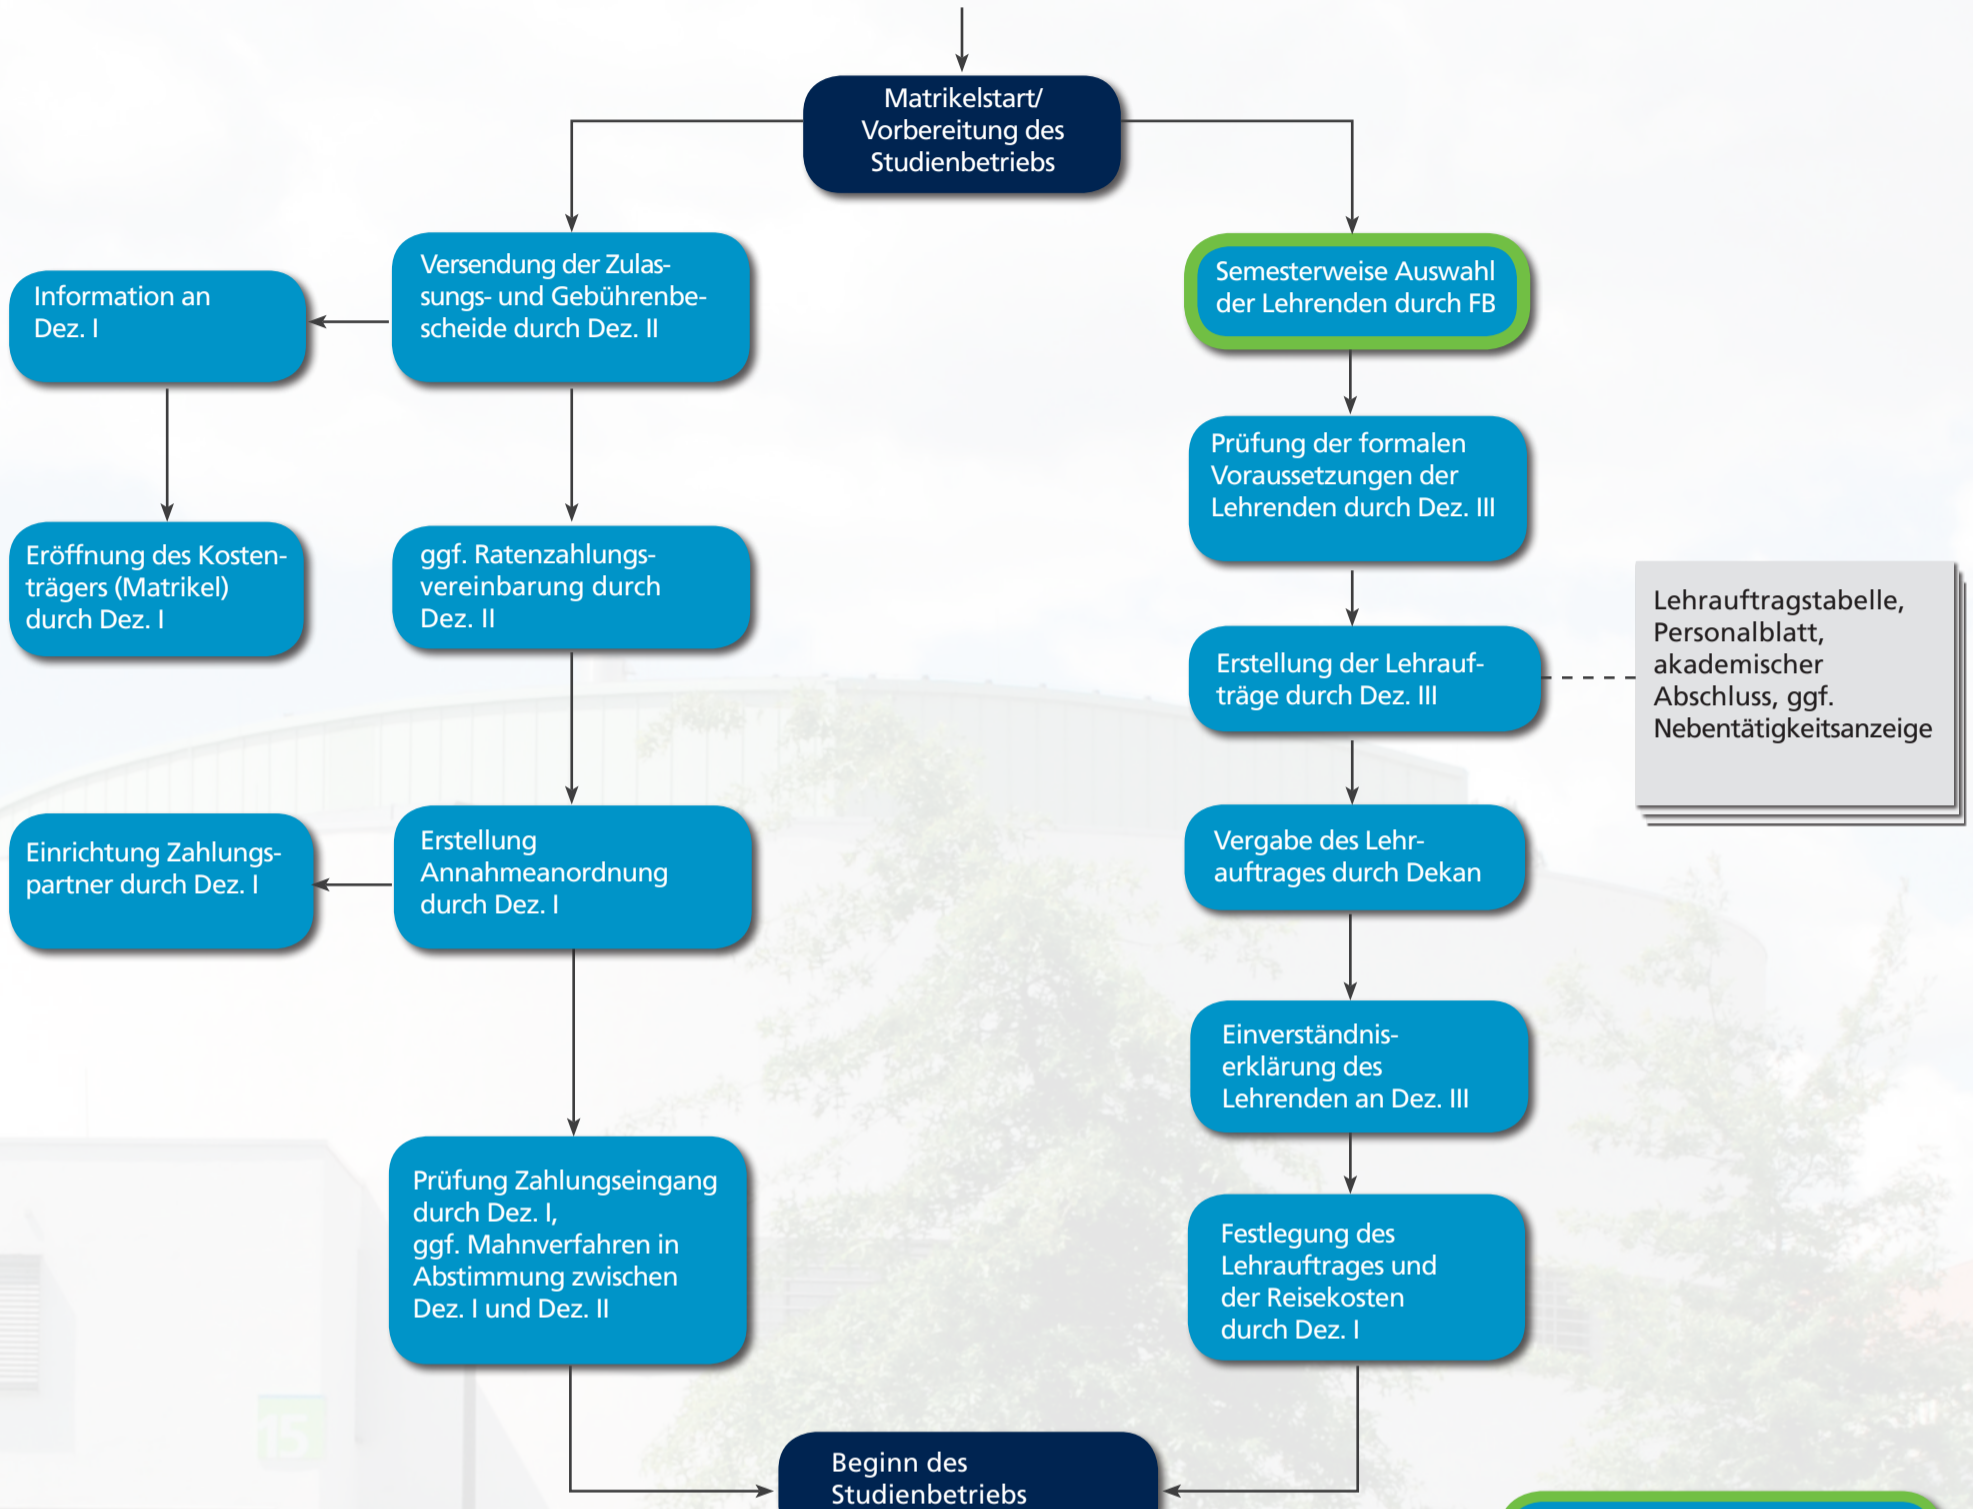 Matrikelstart/
Vorbereitung des
Studienbetriebs
Versendung der Zulas-
sungs- und Gebührenbe-
scheide durch Dez. II
Information an
Dez. I
Eröffnung des Kosten-
trägers (Matrikel)
durch Dez. I
ggf. Ratenzahlungs-
vereinbarung durch
Dez. II
Erstellung
Annahmeanordnung
durch Dez. I
Einrichtung Zahlungs-
partner durch Dez. I
Prüfung Zahlungseingang
durch Dez. I,
ggf. Mahnverfahren in
Abstimmung zwischen
Dez. I und Dez. II
Semesterweise Auswahl
der Lehrenden durch FB
Prüfung der formalen
Voraussetzungen der
Lehrenden durch Dez. III
Erstellung der Lehrauf-
träge durch Dez. III
Lehrauftragstabelle,
Personalblatt,
akademischer
Abschluss, ggf.
Nebentätigkeitsanzeige
Vergabe des Lehr-
auftrages durch Dekan
Einverständnis-
erklärung des
Lehrenden an Dez. III
Festlegung des
Lehrauftrages und
der Reisekosten
durch Dez. I
15
Beginn des
Studienbetriebs